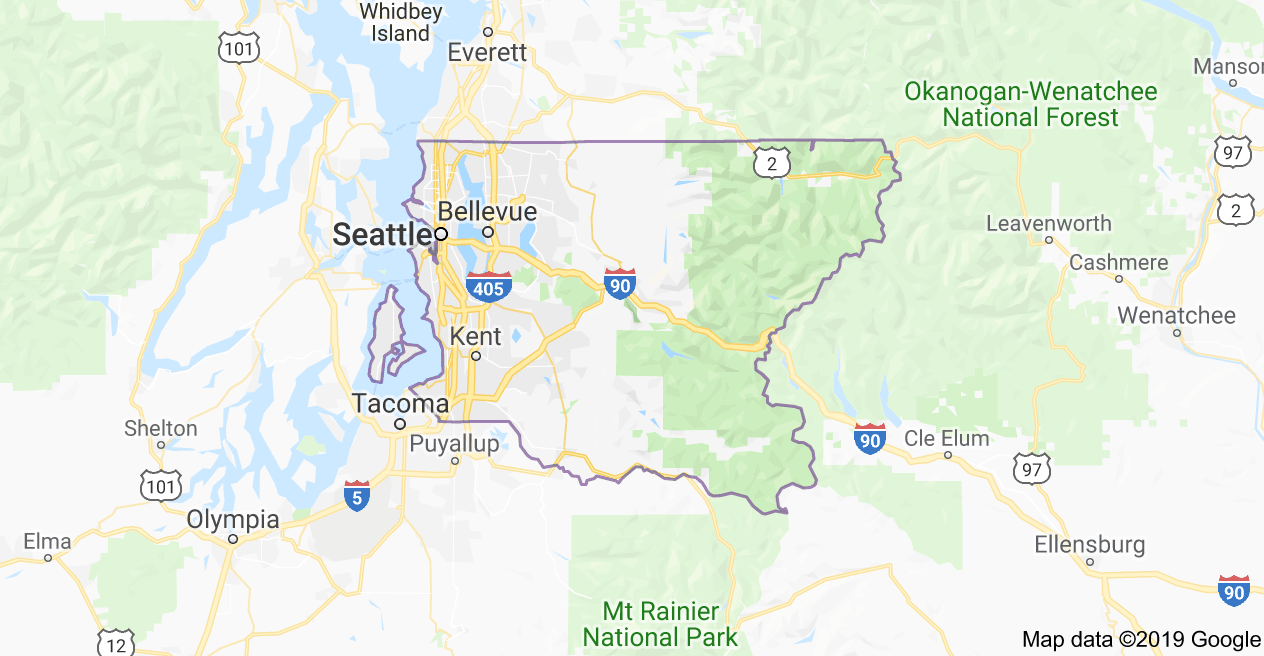 Whidbey
Island
101
Everett
Manson
Okanogan-Wenatchee
National Forest
97
2
2
Bellevue
Seattle
Leavenworth
Cashmere
405
90
Wenatchee
Kent
Tacoma
Shelton
Puyallup
90
Cle Elum
97
101
5
Olympia
Elma
Ellensburg
90
Mt Rainier
National Park
12
Map data ©2019 Google